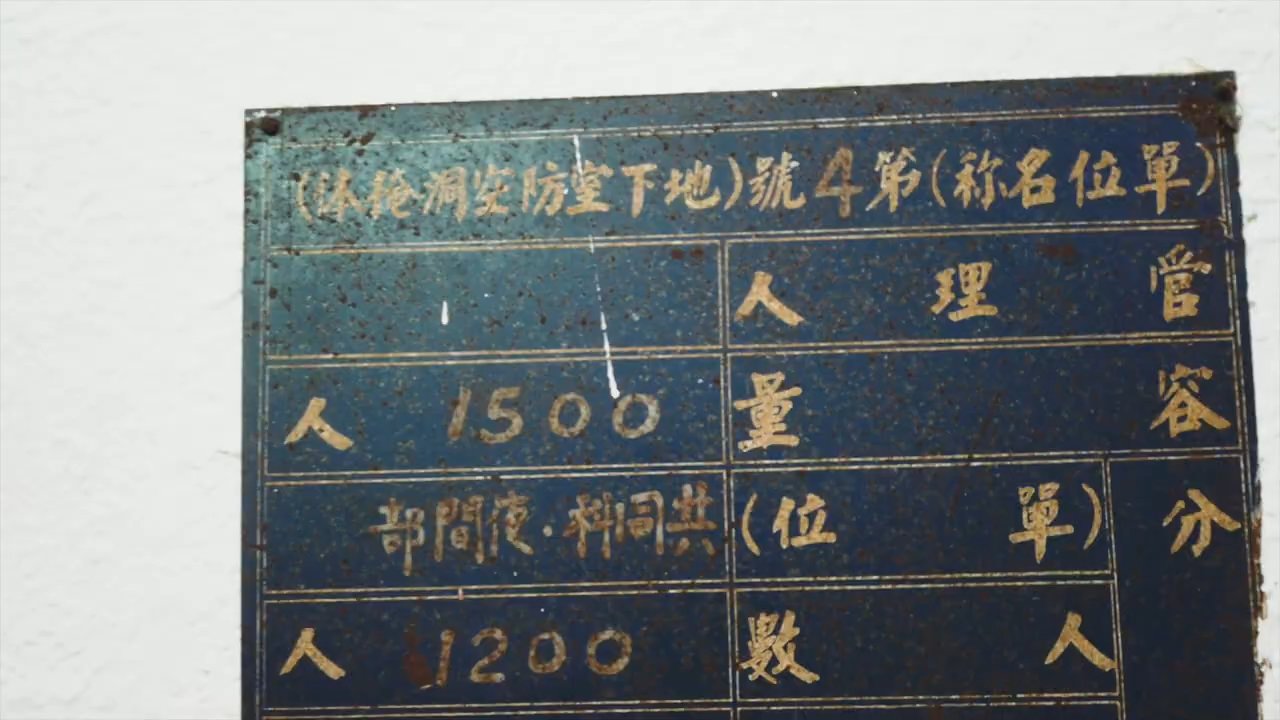 (單位名称)第4號(地下室防空洞掩体)
管理人
容量 1500人
分 (單位) 共同科·夜間部
人數 1200人